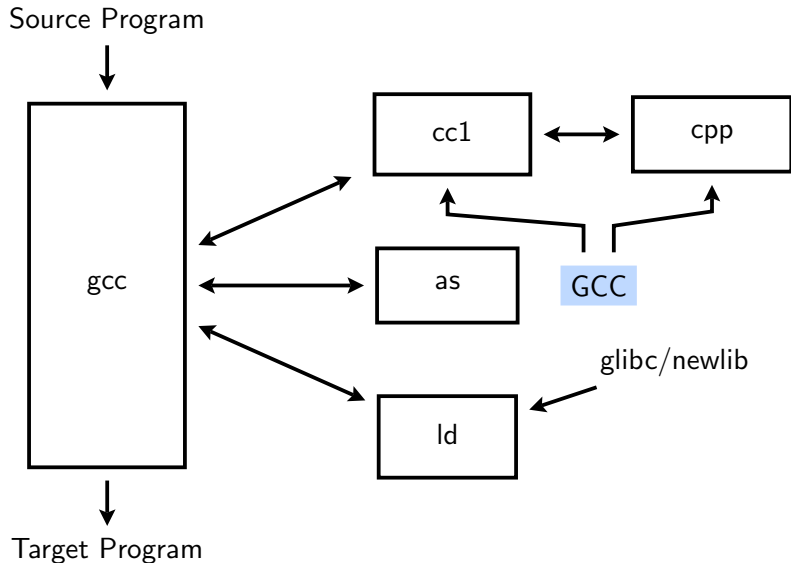 Source Program
cc1
cpp
gcc
as
GCC
glibc/newlib
ld
Target Program